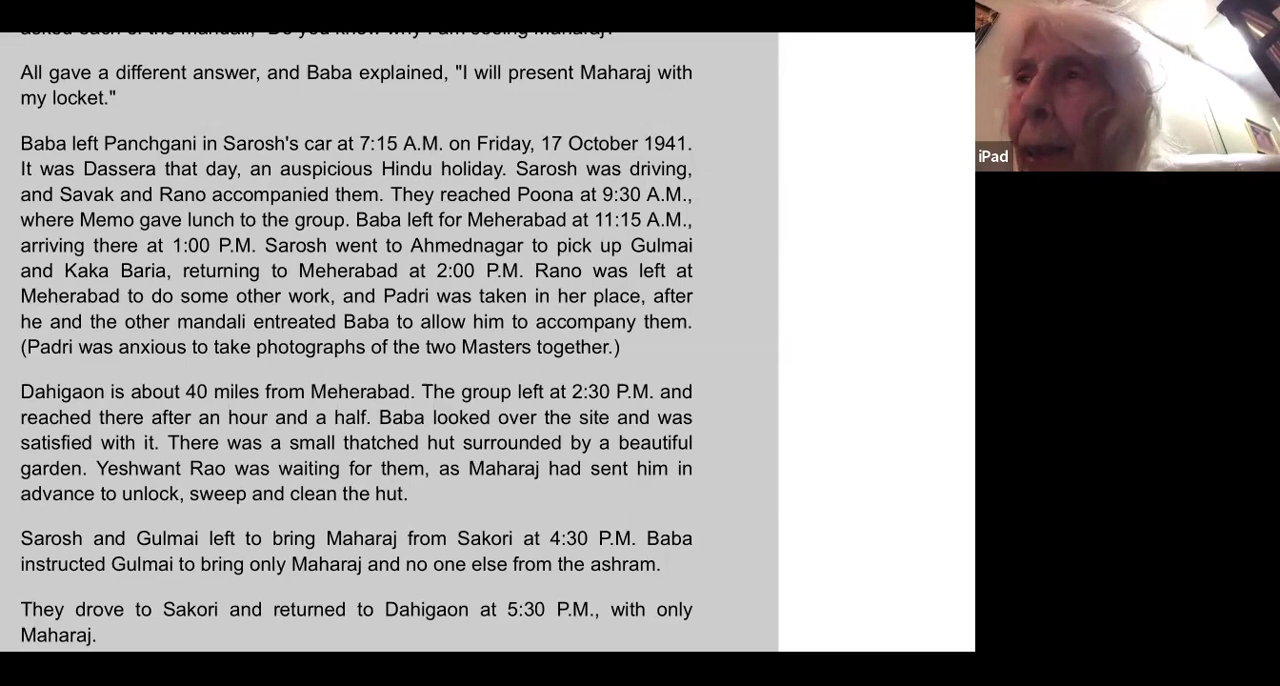 asked each of the mandali, "Do you know why I am seeing Maharaj?"
All gave a different answer, and Baba explained, "I will present Maharaj with
my locket."
Baba left Panchgani in Sarosh's car at 7:15 A.M. on Friday, 17 October 1941.
It was Dassera that day, an auspicious Hindu holiday. Sarosh was driving,
and Savak and Rano accompanied them. They reached Poona at 9:30 A.M.,
where Memo gave lunch to the group. Baba left for Meherabad at 11:15 A.M.,
arriving there at 1:00 P.M. Sarosh went to Ahmednagar to pick up Gulmai
and Kaka Baria, returning to Meherabad at 2:00 P.M. Rano was left at
Meherabad to do some other work, and Padri was taken in her place, after
he and the other mandali entreated Baba to allow him to accompany them.
(Padri was anxious to take photographs of the two Masters together.)
Dahigaon is about 40 miles from Meherabad. The group left at 2:30 P.M. and
reached there after an hour and a half. Baba looked over the site and was
satisfied with it. There was a small thatched hut surrounded by a beautiful
garden. Yeshwant Rao was waiting for them, as Maharaj had sent him in
advance to unlock, sweep and clean the hut.
Sarosh and Gulmai left to bring Maharaj from Sakori at 4:30 P.M. Baba
instructed Gulmai to bring only Maharaj and no one else from the ashram.
They drove to Sakori and returned to Dahigaon at 5:30 P.M., with only
Maharaj.
iPad